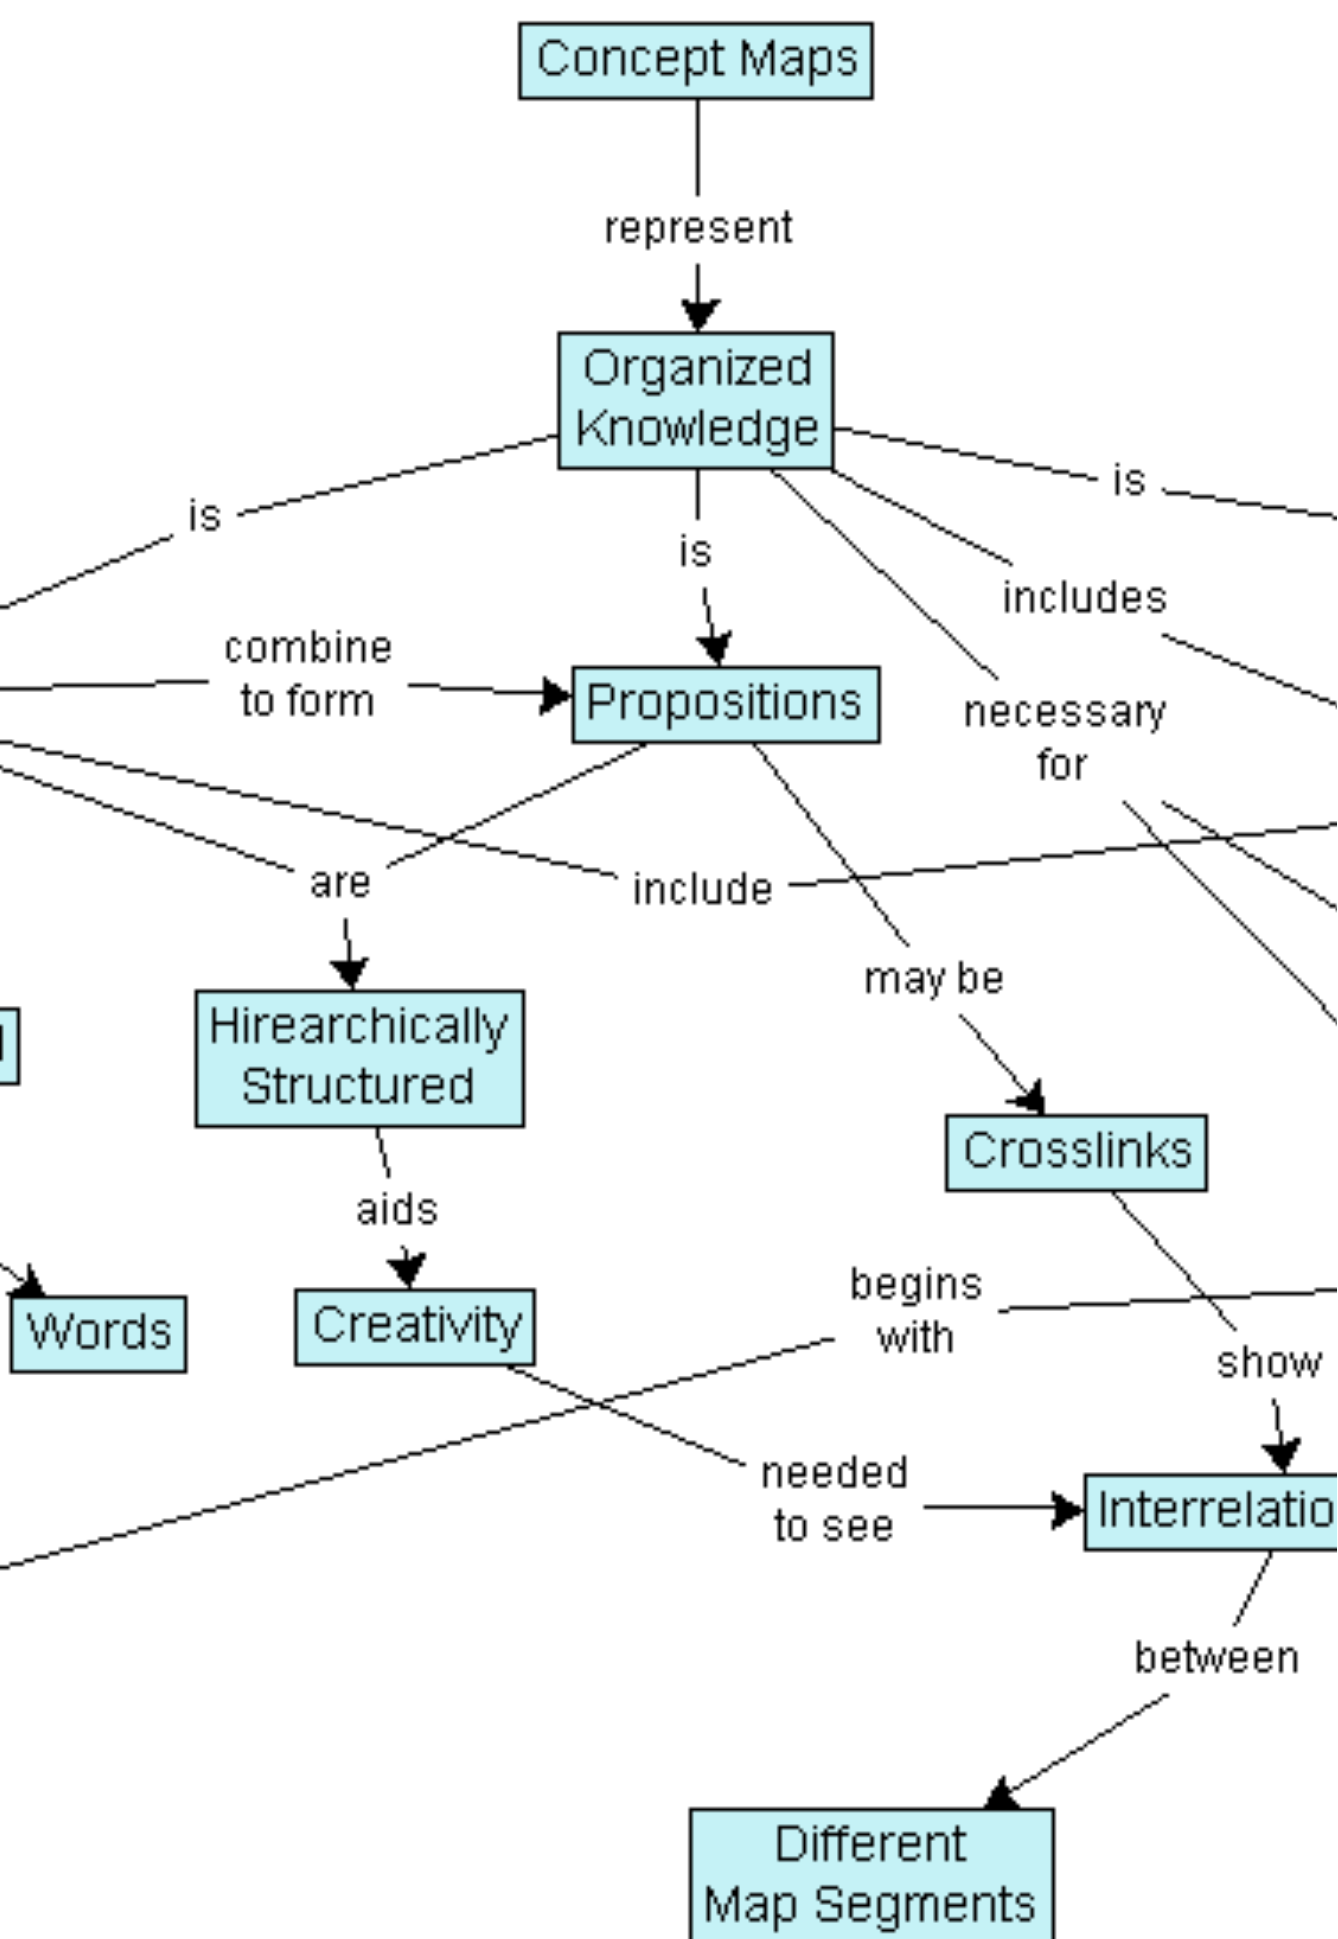 Concept Maps
represent
Organized
Knowledge
is
is
is
includes
combine
to form
Propositions
necessary
for
are
include
may be
Hirearchically
Structured
Crosslinks
aids
begins
with
Words
Creativity
show
needed
to see
Interrelatio
between
Different
Map Segments